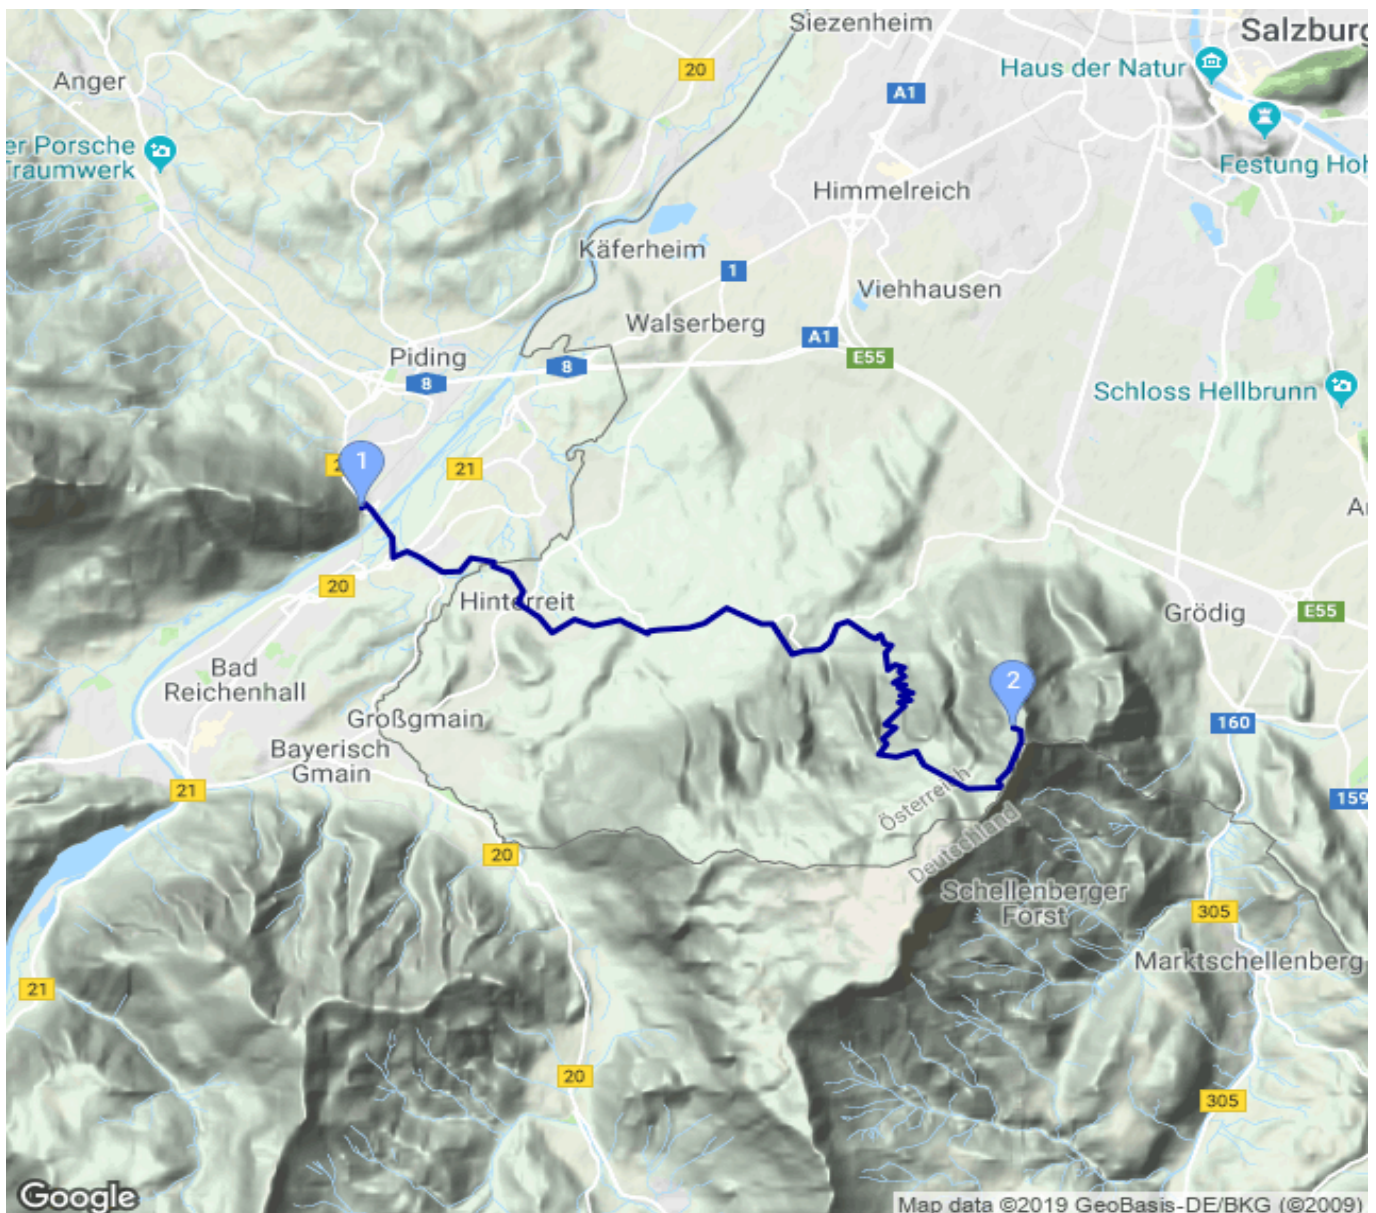 Siezenheim
Salzburg
Anger
20
Haus der Natur
A1
er Porsche
Traumwerk
Festung Hoh
Himmelreich
Käferheim
1
Viehhausen
Walserberg
A1
Piding
E55
8
8
Schloss Hellbrunn
1
21
20
Hinterreit
Grödig
E55
Bad
Reichenhall
2
Großgmain
160
Bayerisch
Gmain
21
Österreich
159
20
Deutschland
Schellenberger
Forst
305
Marktschellenberg
21
20
305
Google
Map data ©2019 GeoBasis-DE/BKG (©2009)